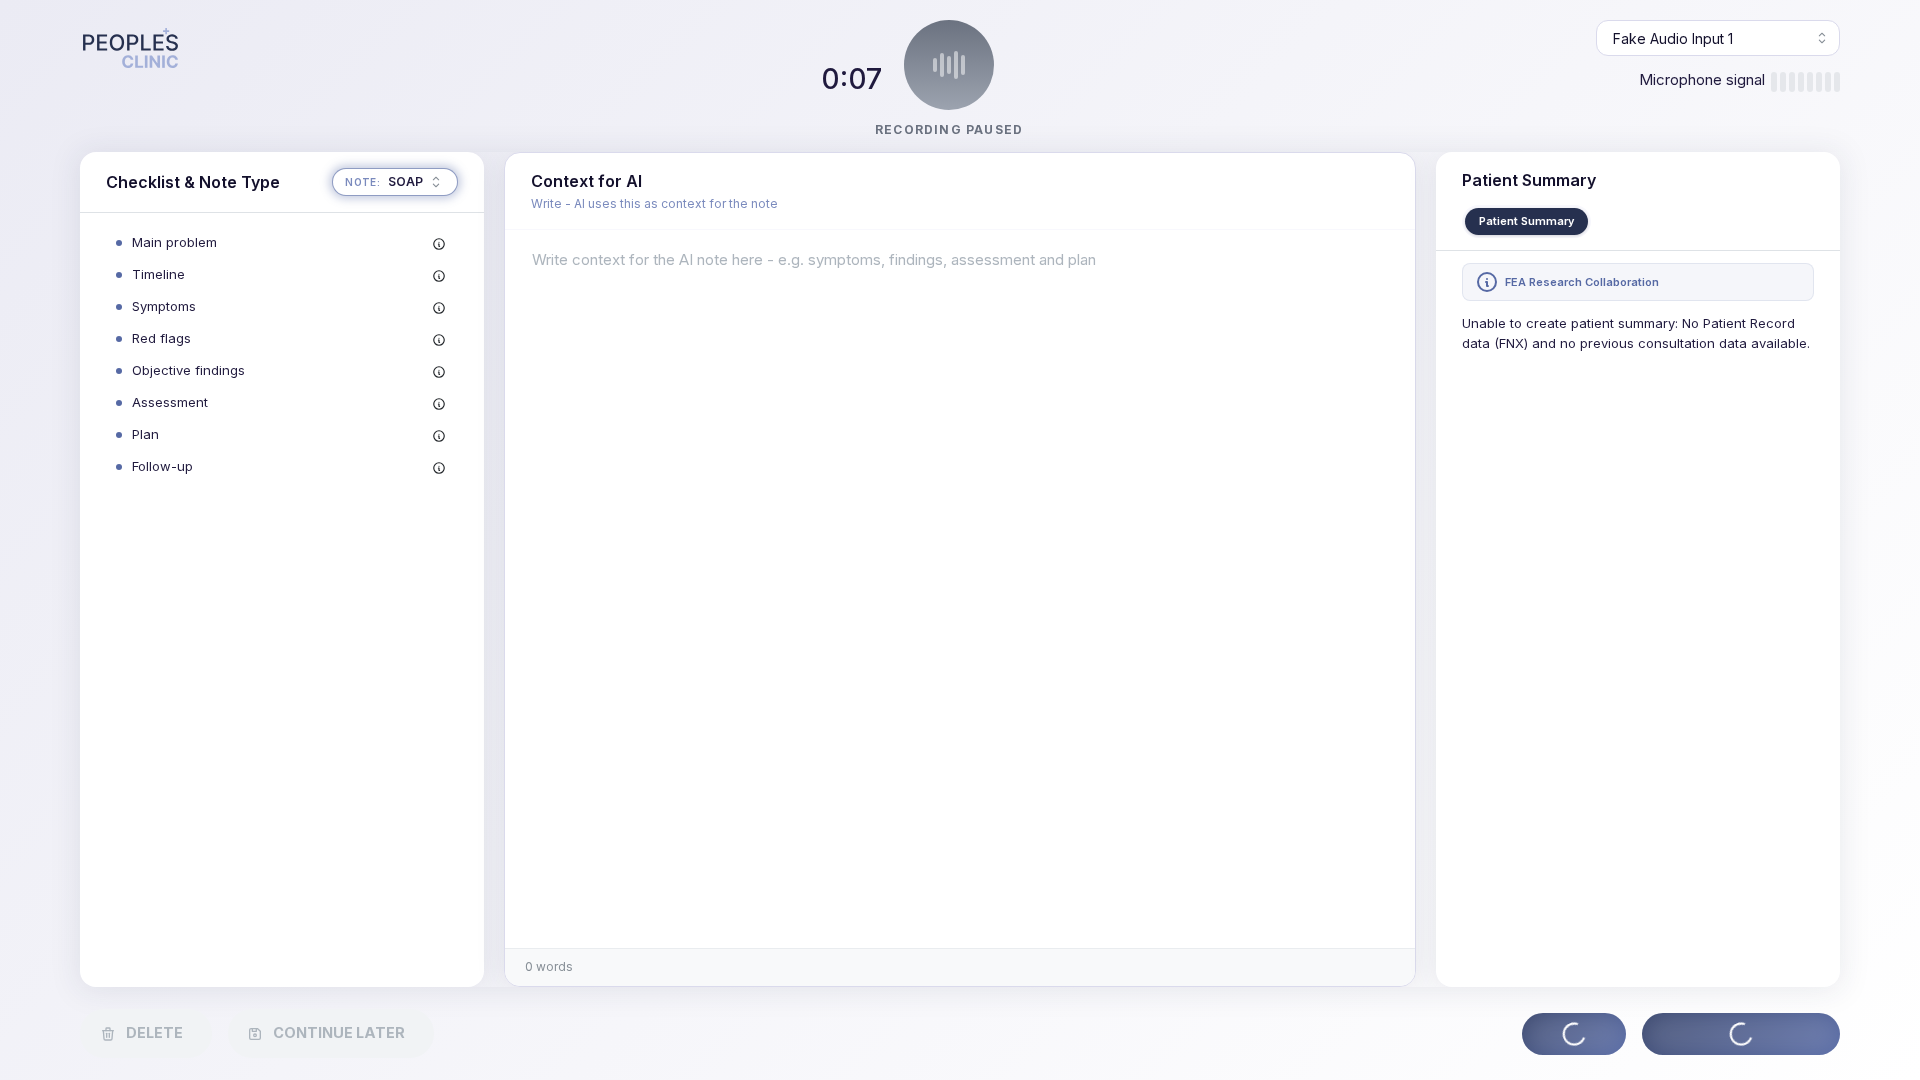 PEOPLES
CLINIC
0:07
RECORDING PAUSED
Fake Audio Input 1
Microphone signal
Checklist & Note Type
NOTE: SOAP
Main problem
Timeline
Symptoms
Red flags
Objective findings
Assessment
Plan
Follow-up
Context for AI
Write - AI uses this as context for the note
Write context for the AI note here - e.g. symptoms, findings, assessment and plan
0 words
Patient Summary
Patient Summary
FEA Research Collaboration
Unable to create patient summary: No Patient Record
data (FNX) and no previous consultation data available.
DELETE
CONTINUE LATER